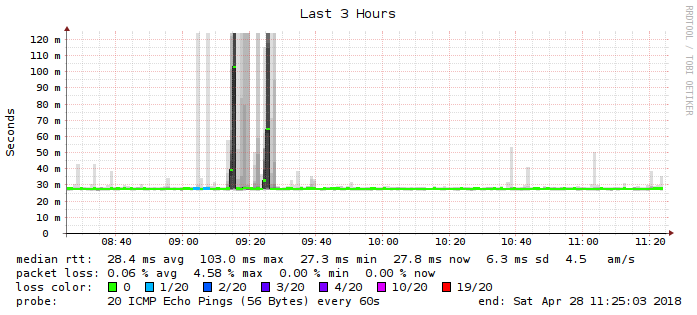 Last 3 Hours
RRDTOOL / TOBI OETIKER
Seconds
120 m
110 m
100 m
90 m
80 m
70 m
60 m
50 m
40 m
30 m
20 m
10 m
0
08:40 09:00 09:20 09:40 10:00 10:20 10:40 11:00 11:20
median rtt: 28.4 ms avg 103.0 ms max 27.3 ms min 27.8 ms now 6.3 ms sd 4.5 am/s
packet loss: 0.06 % avg 4.58 % max 0.00 % min 0.00 % now
loss color: 0 1/20 2/20 3/20 4/20 10/20 19/20
probe: 20 ICMP Echo Pings (56 Bytes) every 60s end: Sat Apr 28 11:25:03 2018